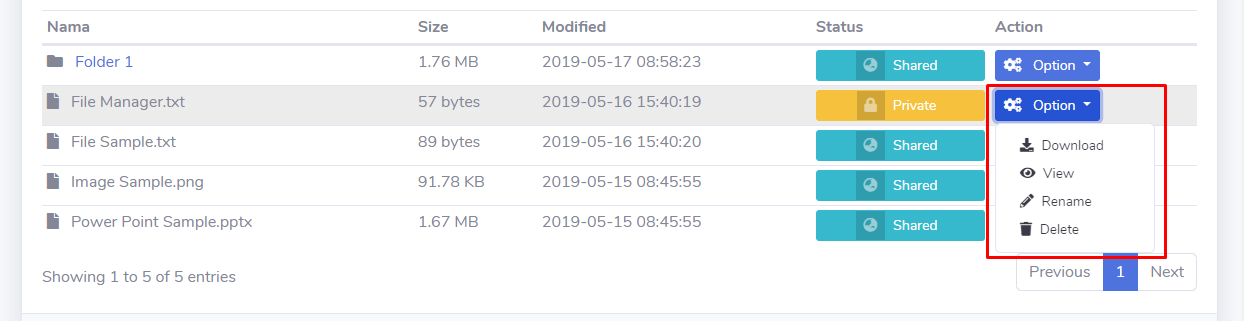 Nama Size Modified Status Action
Folder 1 1.76 MB 2019-05-17 08:58:23 Shared Option
File Manager.txt 57 bytes 2019-05-16 15:40:19 Private Option
File Sample.txt 89 bytes 2019-05-16 15:40:20 Shared Download
View
Image Sample.png 91.78 KB 2019-05-15 08:45:55 Shared
Rename
Power Point Sample.pptx 1.67 MB 2019-05-15 08:45:55 Shared Delete
Showing 1 to 5 of 5 entries Previous 1 Next